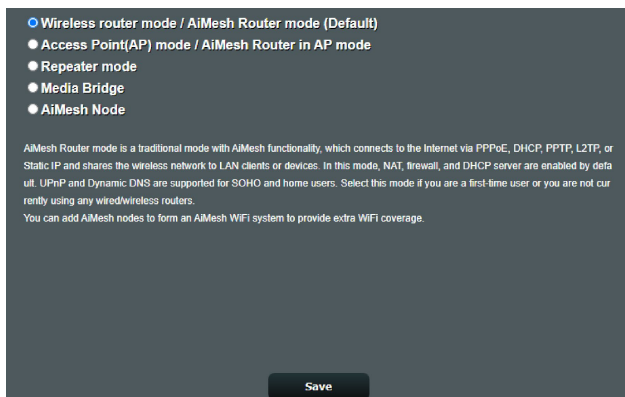 Wireless router mode / AiMesh Router mode (Default)
Access Point(AP) mode / AiMesh Router in AP mode
Repeater mode
Media Bridge
AiMesh Node
AiMesh Router mode is a traditional mode with AiMesh functionality, which connects to the Internet via PPPoE, DHCP, PPTP, L2TP, or
Static IP and shares the wireless network to LAN clients or devices. In this mode, NAT, firewall, and DHCP server are enabled by defa
ult. UPnP and Dynamic DNS are supported for SOHO and home users. Select this mode if you are a first-time user or you are not cur
rently using any wired/wireless routers.
You can add AiMesh nodes to form an AiMesh WiFi system to provide extra WiFi coverage.
Save